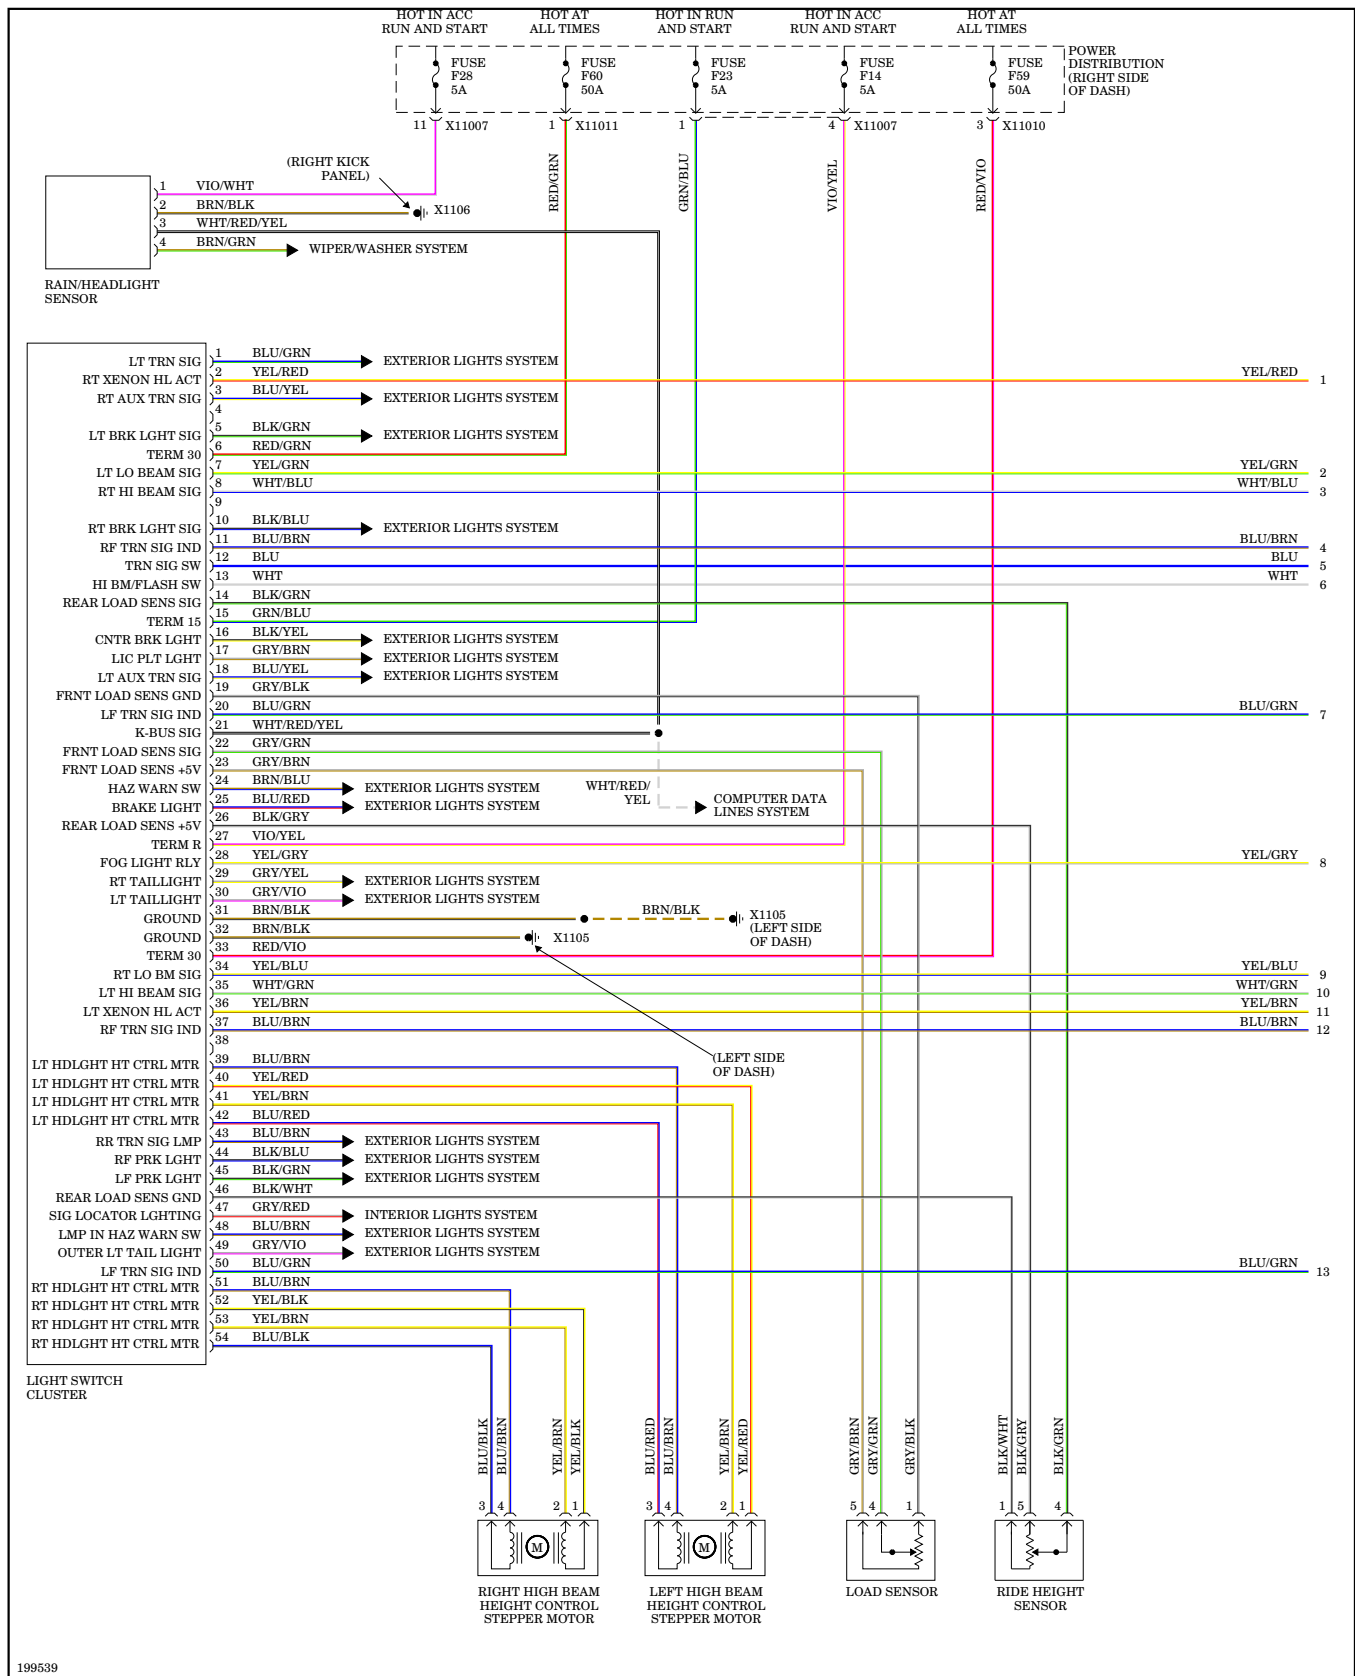 HOT IN ACC
RUN AND START
HOT AT
ALL TIMES
HOT IN RUN
AND START
HOT IN ACC
RUN AND START
HOT AT
ALL TIMES
FUSE
F28
5A
FUSE
F60
50A
FUSE
F23
5A
FUSE
F14
5A
FUSE
F59
50A
POWER
DISTRIBUTION
(RIGHT SIDE
OF DASH)
11 X11007
1 X11011
1
4 X11007
3 X11010
RED/GRN
GRN/BLU
VIO/YEL
RED/VIO
(RIGHT KICK
PANEL)
1 VIO/WHT
2 BRN/BLK
X1106
3 WHT/RED/YEL
4 BRN/GRN
WIPER/WASHER SYSTEM
RAIN/HEADLIGHT
SENSOR
LT TRN SIG 1 BLU/GRN EXTERIOR LIGHTS SYSTEM
RT XENON HL ACT 2 YEL/RED YEL/RED 1
RT AUX TRN SIG 3 BLU/YEL EXTERIOR LIGHTS SYSTEM
4
LT BRK LGHT SIG 5 BLK/GRN EXTERIOR LIGHTS SYSTEM
TERM 30 6 RED/GRN
LT LO BEAM SIG 7 YEL/GRN YEL/GRN 2
RT HI BEAM SIG 8 WHT/BLU WHT/BLU 3
9
RT BRK LGHT SIG 10 BLK/BLU EXTERIOR LIGHTS SYSTEM
RF TRN SIG IND 11 BLU/BRN BLU/BRN 4
TRN SIG SW 12 BLU BLU 5
HI BM/FLASH SW 13 WHT WHT 6
REAR LOAD SENS SIG 14 BLK/GRN
TERM 15 15 GRN/BLU
CNTR BRK LGHT 16 BLK/YEL EXTERIOR LIGHTS SYSTEM
LIC PLT LGHT 17 GRY/BRN EXTERIOR LIGHTS SYSTEM
LT AUX TRN SIG 18 BLU/YEL EXTERIOR LIGHTS SYSTEM
FRNT LOAD SENS GND 19 GRY/BLK
LF TRN SIG IND 20 BLU/GRN BLU/GRN 7
K-BUS SIG 21 WHT/RED/YEL
FRNT LOAD SENS SIG 22 GRY/GRN
FRNT LOAD SENS +5V 23 GRY/BRN
HAZ WARN SW 24 BRN/BLU EXTERIOR LIGHTS SYSTEM
WHT/RED/
YEL
COMPUTER DATA
LINES SYSTEM
BRAKE LIGHT 25 BLU/RED EXTERIOR LIGHTS SYSTEM
REAR LOAD SENS +5V 26 BLK/GRY
TERM R 27 VIO/YEL
FOG LIGHT RLY 28 YEL/GRY YEL/GRY 8
RT TAILLIGHT 29 GRY/YEL EXTERIOR LIGHTS SYSTEM
LT TAILLIGHT 30 GRY/VIO EXTERIOR LIGHTS SYSTEM
GROUND 31 BRN/BLK BRN/BLK X1105
(LEFT SIDE
OF DASH)
GROUND 32 BRN/BLK X1105
TERM 30 33 RED/VIO
RT LO BM SIG 34 YEL/BLU YEL/BLU 9
LT HI BEAM SIG 35 WHT/GRN WHT/GRN 10
LT XENON HL ACT 36 YEL/BRN YEL/BRN 11
RF TRN SIG IND 37 BLU/BRN BLU/BRN 12
38
(LEFT SIDE
OF DASH)
LT HDLGHT HT CTRL MTR 39 BLU/BRN
LT HDLGHT HT CTRL MTR 40 YEL/RED
LT HDLGHT HT CTRL MTR 41 YEL/BRN
LT HDLGHT HT CTRL MTR 42 BLU/RED
RR TRN SIG LMP 43 BLU/BRN EXTERIOR LIGHTS SYSTEM
RF PRK LGHT 44 BLK/BLU EXTERIOR LIGHTS SYSTEM
LF PRK LGHT 45 BLK/GRN EXTERIOR LIGHTS SYSTEM
REAR LOAD SENS GND 46 BLK/WHT
SIG LOCATOR LGHTING 47 GRY/RED INTERIOR LIGHTS SYSTEM
LMP IN HAZ WARN SW 48 BLU/BRN EXTERIOR LIGHTS SYSTEM
OUTER LT TAIL LIGHT 49 GRY/VIO EXTERIOR LIGHTS SYSTEM
LF TRN SIG IND 50 BLU/GRN BLU/GRN 13
RT HDLGHT HT CTRL MTR 51 BLU/BRN
RT HDLGHT HT CTRL MTR 52 YEL/BLK
RT HDLGHT HT CTRL MTR 53 YEL/BRN
RT HDLGHT HT CTRL MTR 54 BLU/BLK
LIGHT SWITCH
CLUSTER
BLU/BLK
BLU/BRN
YEL/BRN
YEL/BLK
BLU/RED
BLU/BRN
YEL/BRN
YEL/RED
GRY/BRN
GRY/GRN
GRY/BLK
BLK/WHT
BLK/GRY
BLK/GRN
3 4 2 1
3 4 2 1
5 4 1
1 5 4
M
M
RIGHT HIGH BEAM
HEIGHT CONTROL
STEPPER MOTOR
LEFT HIGH BEAM
HEIGHT CONTROL
STEPPER MOTOR
LOAD SENSOR
RIDE HEIGHT
SENSOR
199539